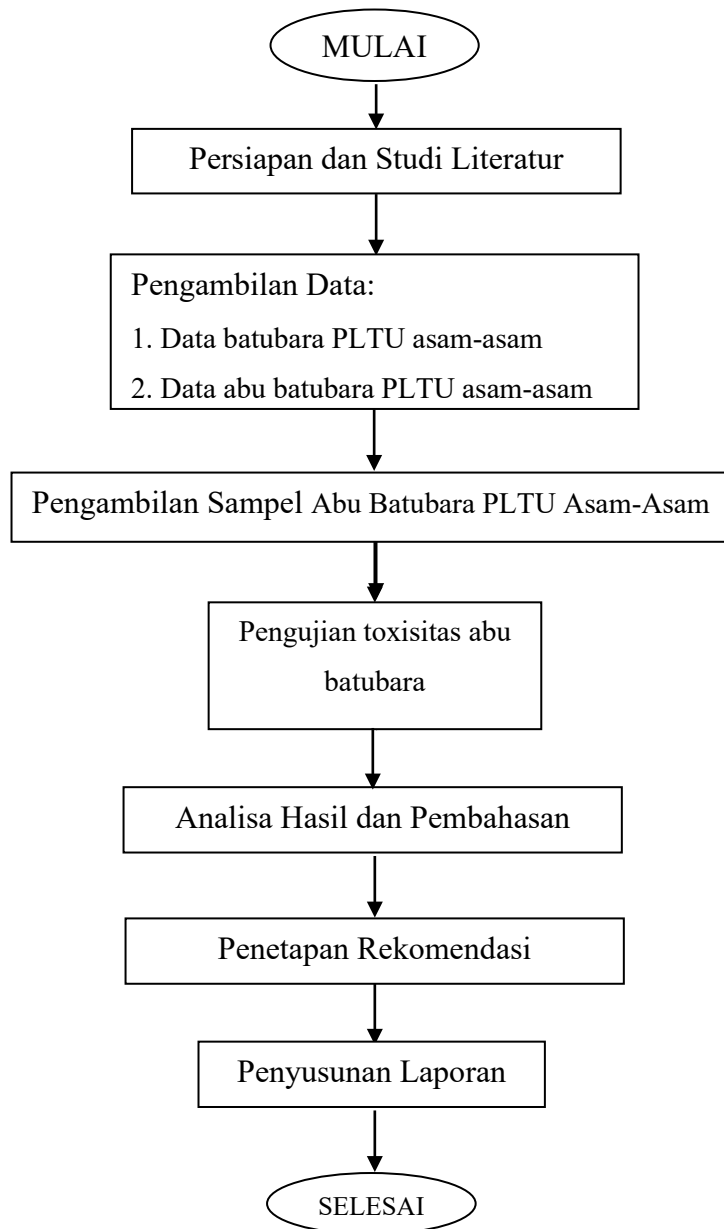 MULAI
Persiapan dan Studi Literatur
Pengambilan Data:
1. Data batubara PLTU asam-asam
2. Data abu batubara PLTU asam-asam
Pengambilan Sampel Abu Batubara PLTU Asam-Asam
Pengujian toxisitas abu
batubara
Analisa Hasil dan Pembahasan
Penetapan Rekomendasi
Penyusunan Laporan
SELESAI